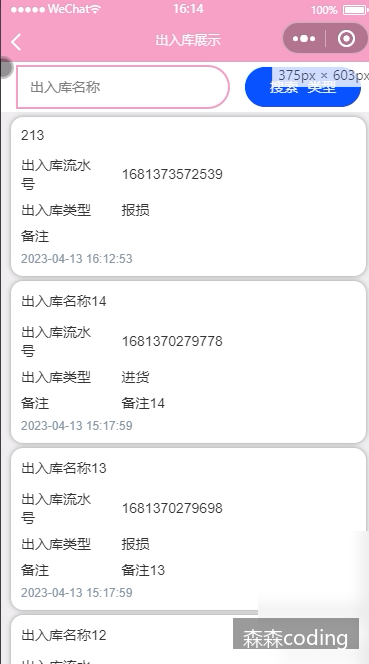 WeChat 16:14 100%
出入库展示
375px × 603px
出入库名称 搜索 类型
213
出入库流水号 1681373572539
出入库类型 报损
备注
2023-04-13 16:12:53
出入库名称14
出入库流水号 1681370279778
出入库类型 进货
备注 备注14
2023-04-13 15:17:59
出入库名称13
出入库流水号 1681370279698
出入库类型 报损
备注 备注13
2023-04-13 15:17:59
出入库名称12
森森coding